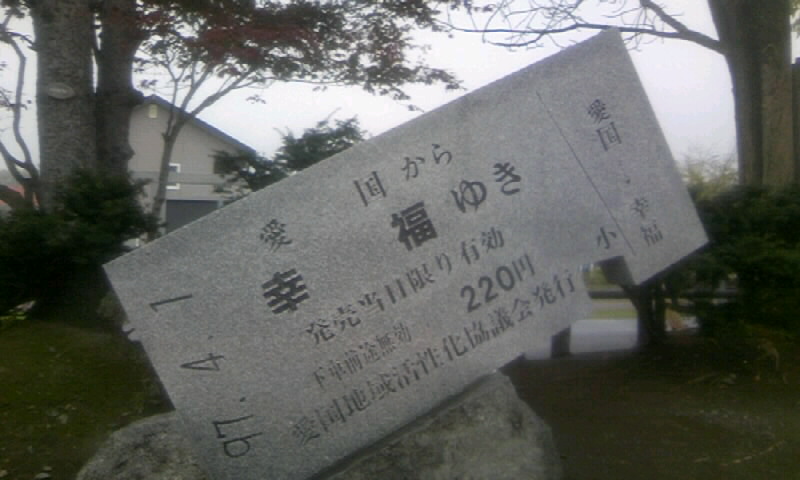 愛国から
幸福ゆき
発売当日限り有効
下車前途無効
220円
愛国地域活性化協議会発行
97.4.1
愛国・幸福
小